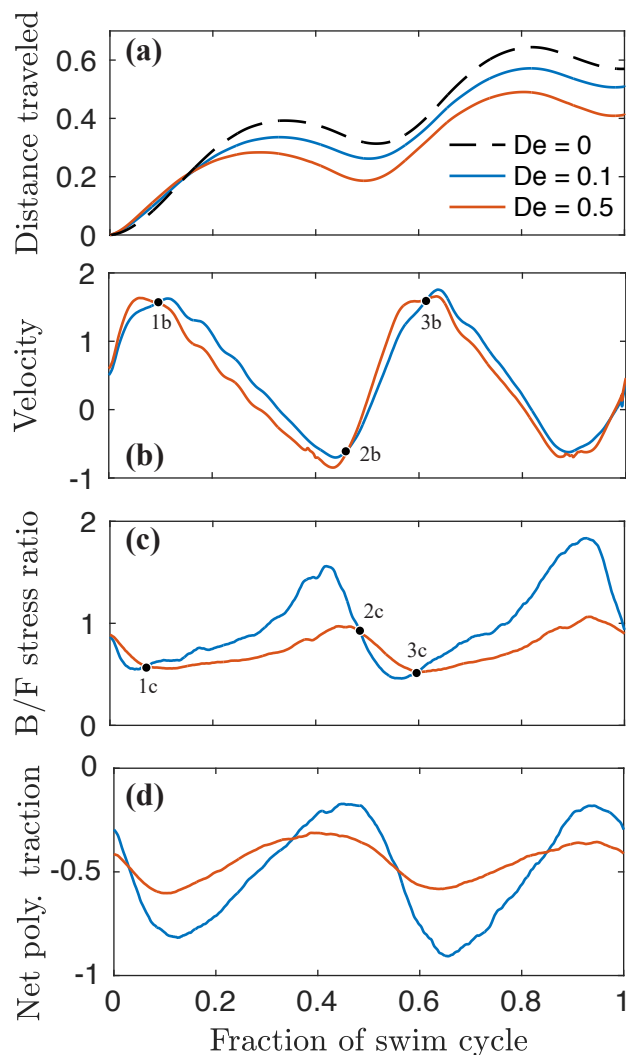 (a)
Distance traveled
0.6
0.4
0.2
0
De = 0
De = 0.1
De = 0.5
(b)
Velocity
2
1
0
-1
1b
2b
3b
(c)
B/F stress ratio
2
1
0
1c
2c
3c
(d)
Net poly. traction
0
-0.5
-1
0 0.2 0.4 0.6 0.8 1
Fraction of swim cycle